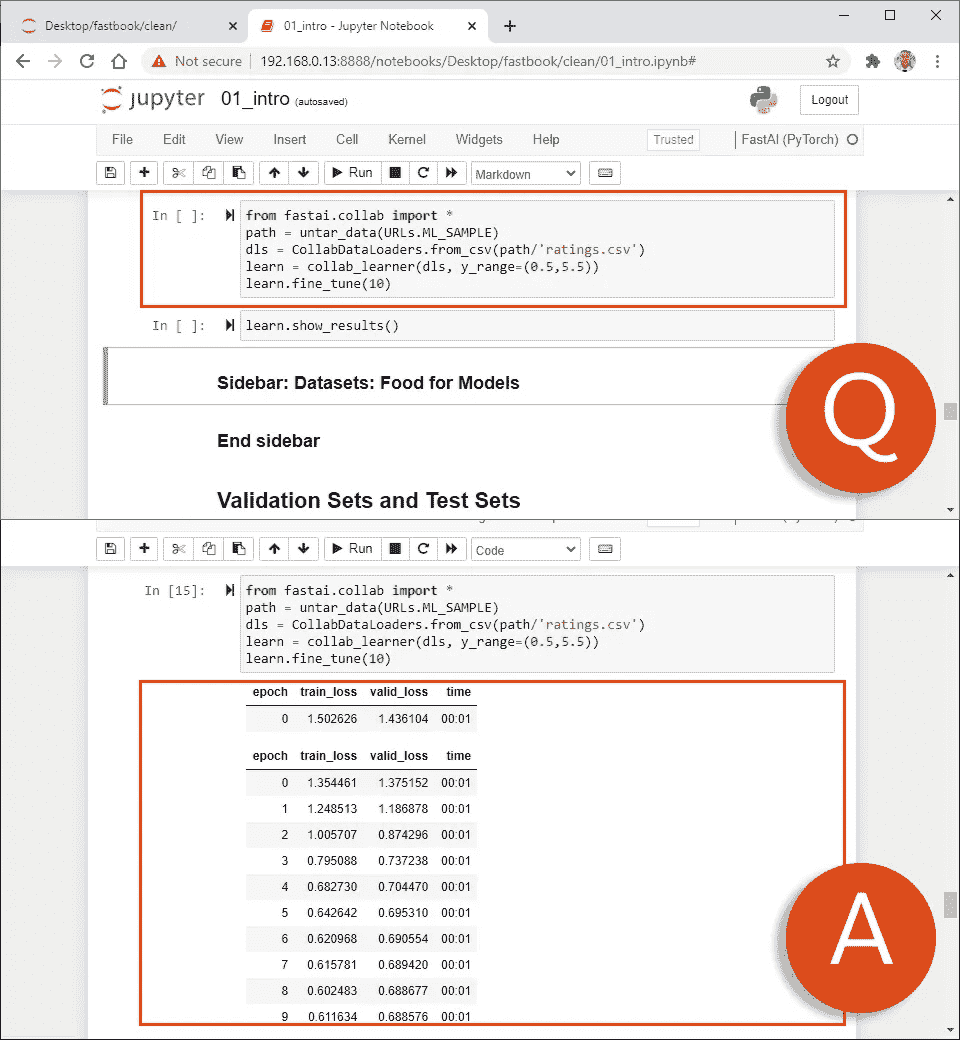 Desktop/fastbook/clean/
01_intro - Jupyter Notebook
Not secure
192.168.0.13:8888/notebooks/Desktop/fastbook/clean/01_intro.ipynb#
jupyter 01_intro (autosaved)
Logout
File Edit View Insert Cell Kernel Widgets Help Trusted FastAI (PyTorch)
Run Markdown
In [ ]: from fastai.collab import *
path = untar_data(URLs.ML_SAMPLE)
dls = CollabDataLoaders.from_csv(path/'ratings.csv')
learn = collab_learner(dls, y_range=(0.5,5.5))
learn.fine_tune(10)
In [ ]: learn.show_results()
Sidebar: Datasets: Food for Models
Q
End sidebar
Validation Sets and Test Sets
Run Code
In [15]: from fastai.collab import *
path = untar_data(URLs.ML_SAMPLE)
dls = CollabDataLoaders.from_csv(path/'ratings.csv')
learn = collab_learner(dls, y_range=(0.5,5.5))
learn.fine_tune(10)
epoch train_loss valid_loss time
0 1.502626 1.436104 00:01
epoch train_loss valid_loss time
0 1.354461 1.375152 00:01
1 1.248513 1.186878 00:01
2 1.005707 0.874296 00:01
3 0.795088 0.737238 00:01
4 0.682730 0.704470 00:01
5 0.642642 0.695310 00:01
6 0.620968 0.690554 00:01
A
7 0.615781 0.689420 00:01
8 0.602483 0.688677 00:01
9 0.611634 0.688576 00:01